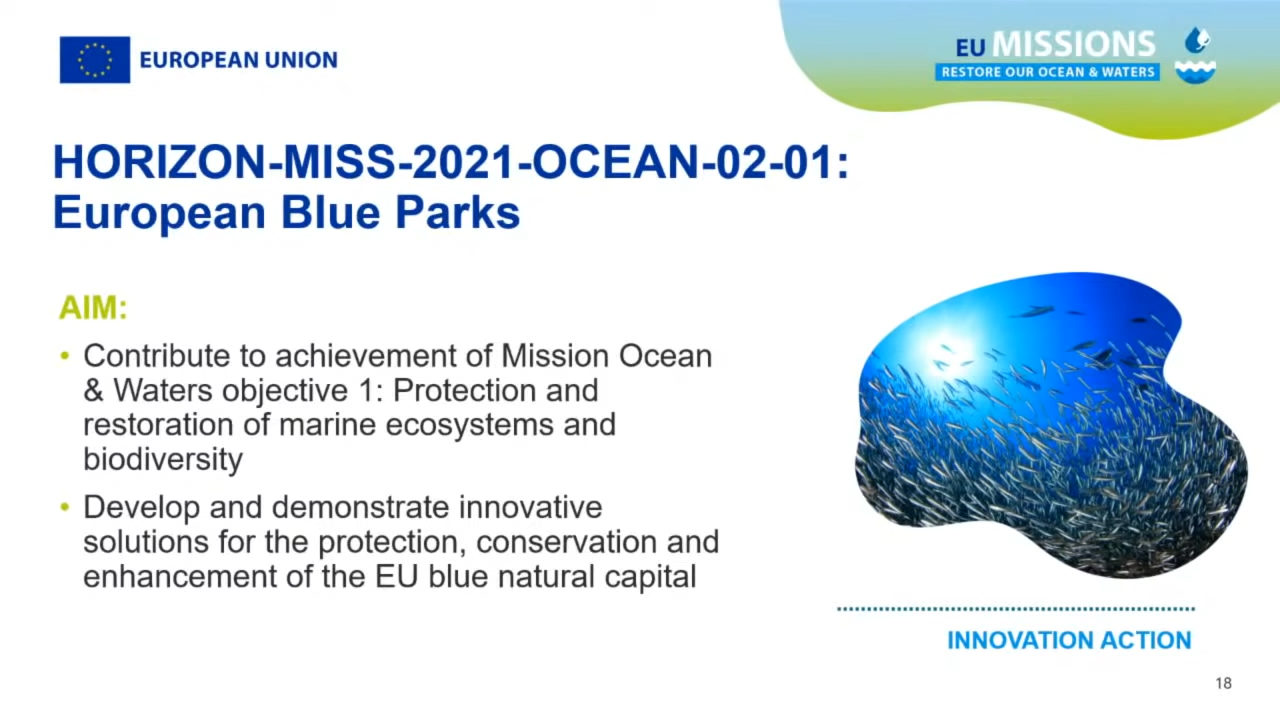 EUROPEAN UNION
EU MISSIONS
RESTORE OUR OCEAN & WATERS
HORIZON-MISS-2021-OCEAN-02-01:
European Blue Parks
AIM:
• Contribute to achievement of Mission Ocean
& Waters objective 1: Protection and
restoration of marine ecosystems and
biodiversity
• Develop and demonstrate innovative
solutions for the protection, conservation and
enhancement of the EU blue natural capital
INNOVATION ACTION
18